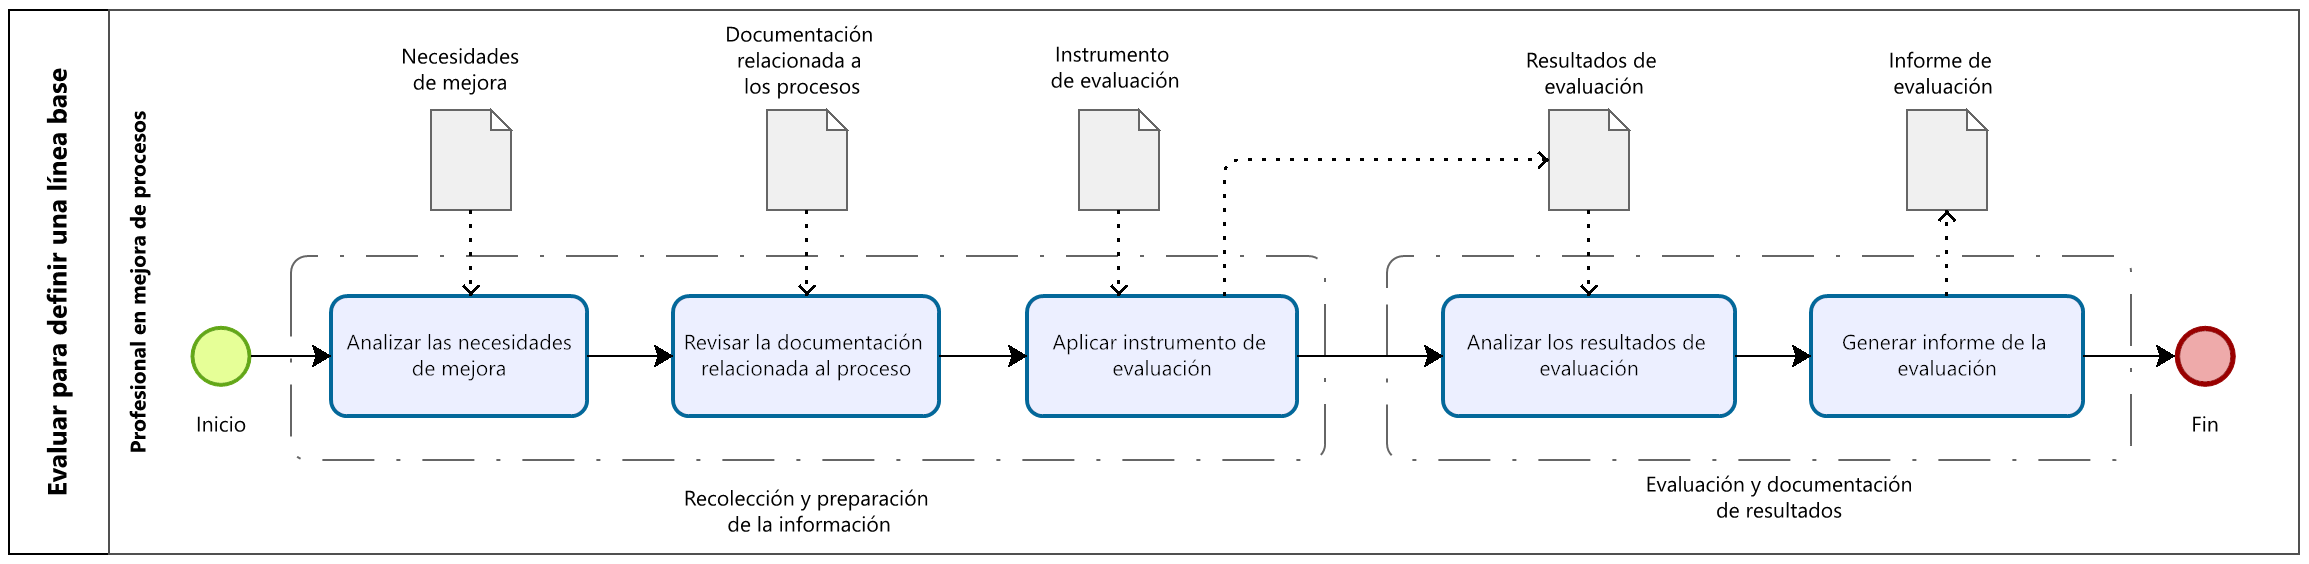 Evaluar para definir una línea base
Profesional en mejora de procesos
Necesidades
de mejora
Documentación
relacionada a
los procesos
Instrumento
de evaluación
Resultados de
evaluación
Informe de
evaluación
Inicio
Analizar las necesidades
de mejora
Revisar la documentación
relacionada al proceso
Aplicar instrumento de
evaluación
Analizar los resultados de
evaluación
Generar informe de la
evaluación
Fin
Recolección y preparación
de la información
Evaluación y documentación
de resultados